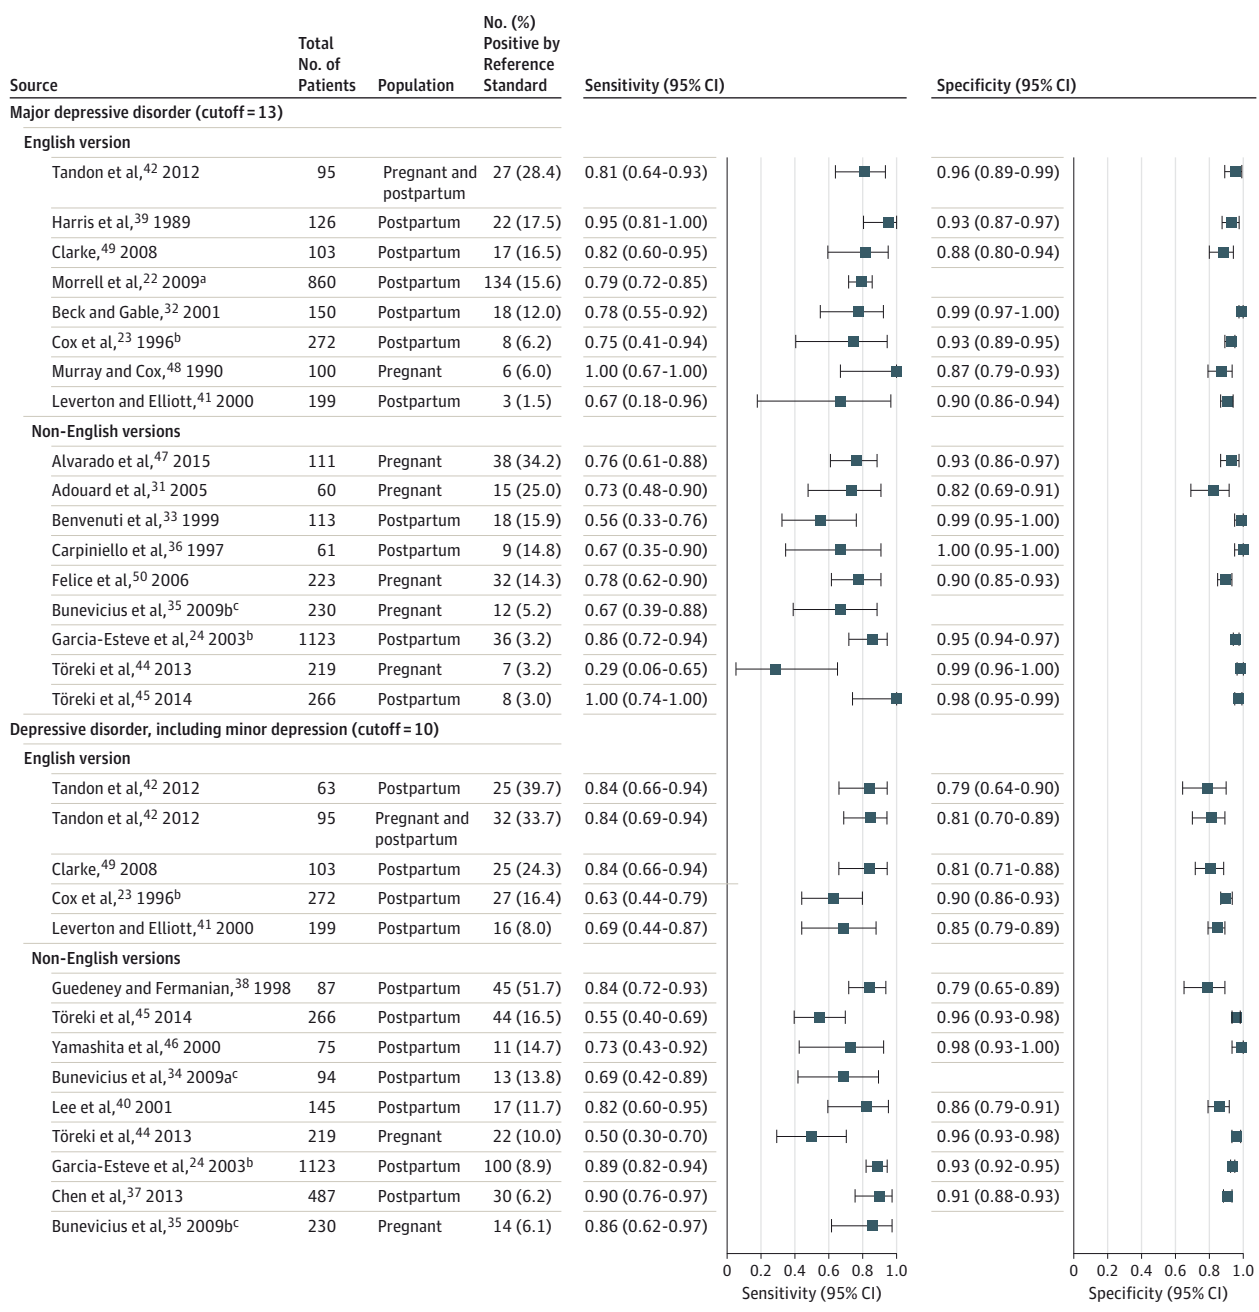 Source Total No. of Patients Population No. (%) Positive by Reference Standard Sensitivity (95% CI) Specificity (95% CI)
Major depressive disorder (cutoff = 13)
English version
Tandon et al,42 2012 95 Pregnant and postpartum 27 (28.4) 0.81 (0.64-0.93) 0.96 (0.89-0.99)
Harris et al,39 1989 126 Postpartum 22 (17.5) 0.95 (0.81-1.00) 0.93 (0.87-0.97)
Clarke,49 2008 103 Postpartum 17 (16.5) 0.82 (0.60-0.95) 0.88 (0.80-0.94)
Morrell et al,22 2009a 860 Postpartum 134 (15.6) 0.79 (0.72-0.85)
Beck and Gable,32 2001 150 Postpartum 18 (12.0) 0.78 (0.55-0.92) 0.99 (0.97-1.00)
Cox et al,23 1996b 272 Postpartum 8 (6.2) 0.75 (0.41-0.94) 0.93 (0.89-0.95)
Murray and Cox,48 1990 100 Pregnant 6 (6.0) 1.00 (0.67-1.00) 0.87 (0.79-0.93)
Leverton and Elliott,41 2000 199 Postpartum 3 (1.5) 0.67 (0.18-0.96) 0.90 (0.86-0.94)
Non-English versions
Alvarado et al,47 2015 111 Pregnant 38 (34.2) 0.76 (0.61-0.88) 0.93 (0.86-0.97)
Adouard et al,31 2005 60 Pregnant 15 (25.0) 0.73 (0.48-0.90) 0.82 (0.69-0.91)
Benvenuti et al,33 1999 113 Postpartum 18 (15.9) 0.56 (0.33-0.76) 0.99 (0.95-1.00)
Carpiniello et al,36 1997 61 Postpartum 9 (14.8) 0.67 (0.35-0.90) 1.00 (0.95-1.00)
Felice et al,50 2006 223 Pregnant 32 (14.3) 0.78 (0.62-0.90) 0.90 (0.85-0.93)
Bunevicius et al,35 2009bc 230 Pregnant 12 (5.2) 0.67 (0.39-0.88)
Garcia-Esteve et al,24 2003b 1123 Postpartum 36 (3.2) 0.86 (0.72-0.94) 0.95 (0.94-0.97)
Töreki et al,44 2013 219 Pregnant 7 (3.2) 0.29 (0.06-0.65) 0.99 (0.96-1.00)
Töreki et al,45 2014 266 Postpartum 8 (3.0) 1.00 (0.74-1.00) 0.98 (0.95-0.99)
Depressive disorder, including minor depression (cutoff = 10)
English version
Tandon et al,42 2012 63 Postpartum 25 (39.7) 0.84 (0.66-0.94) 0.79 (0.64-0.90)
Tandon et al,42 2012 95 Pregnant and postpartum 32 (33.7) 0.84 (0.69-0.94) 0.81 (0.70-0.89)
Clarke,49 2008 103 Postpartum 25 (24.3) 0.84 (0.66-0.94) 0.81 (0.71-0.88)
Cox et al,23 1996b 272 Postpartum 27 (16.4) 0.63 (0.44-0.79) 0.90 (0.86-0.93)
Leverton and Elliott,41 2000 199 Postpartum 16 (8.0) 0.69 (0.44-0.87) 0.85 (0.79-0.89)
Non-English versions
Guedeney and Fermanian,38 1998 87 Postpartum 45 (51.7) 0.84 (0.72-0.93) 0.79 (0.65-0.89)
Töreki et al,45 2014 266 Postpartum 44 (16.5) 0.55 (0.40-0.69) 0.96 (0.93-0.98)
Yamashita et al,46 2000 75 Postpartum 11 (14.7) 0.73 (0.43-0.92) 0.98 (0.93-1.00)
Bunevicius et al,34 2009ac 94 Postpartum 13 (13.8) 0.69 (0.42-0.89)
Lee et al,40 2001 145 Postpartum 17 (11.7) 0.82 (0.60-0.95) 0.86 (0.79-0.91)
Töreki et al,44 2013 219 Pregnant 22 (10.0) 0.50 (0.30-0.70) 0.96 (0.93-0.98)
Garcia-Esteve et al,24 2003b 1123 Postpartum 100 (8.9) 0.89 (0.82-0.94) 0.93 (0.92-0.95)
Chen et al,37 2013 487 Postpartum 30 (6.2) 0.90 (0.76-0.97) 0.91 (0.88-0.93)
Bunevicius et al,35 2009bc 230 Pregnant 14 (6.1) 0.86 (0.62-0.97)
0 0.2 0.4 0.6 0.8 1.0 0 0.2 0.4 0.6 0.8 1.0
Sensitivity (95% CI) Specificity (95% CI)